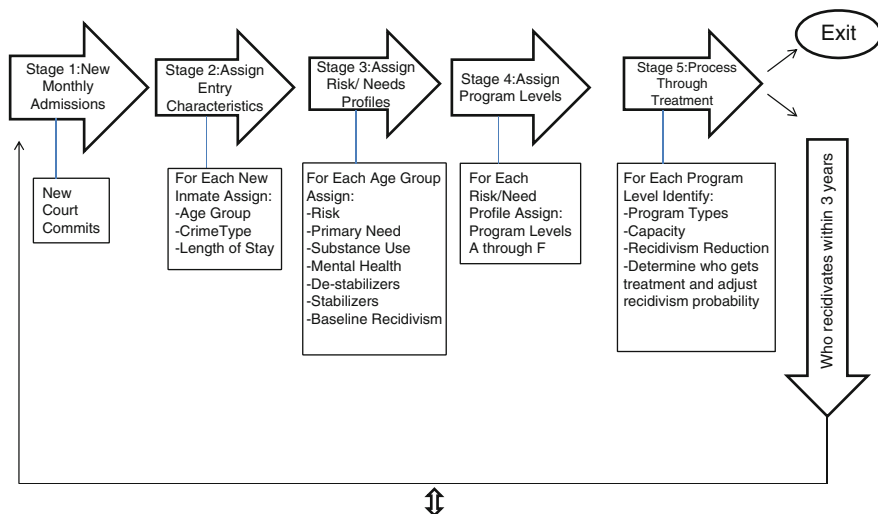 Stage 1:New
Monthly
Admissions
Stage 2:Assign
Entry
Characteristics
Stage 3:Assign
Risk/ Needs
Profiles
Stage 4:Assign
Program Levels
Stage 5:Process
Through
Treatment
Exit
New
Court
Commits
For Each New
Inmate Assign:
-Age Group
-CrimeType
-Length of Stay
For Each Age Group
Assign:
-Risk
-Primary Need
-Substance Use
-Mental Health
-De-stabilizers
-Stabilizers
-Baseline Recidivism
For Each
Risk/Need
Profile Assign:
Program Levels
A through F
For Each Program
Level Identify:
-Program Types
-Capacity
-Recidivism Reduction
-Determine who gets
treatment and adjust
recidivism probability
Who recidivates within 3 years